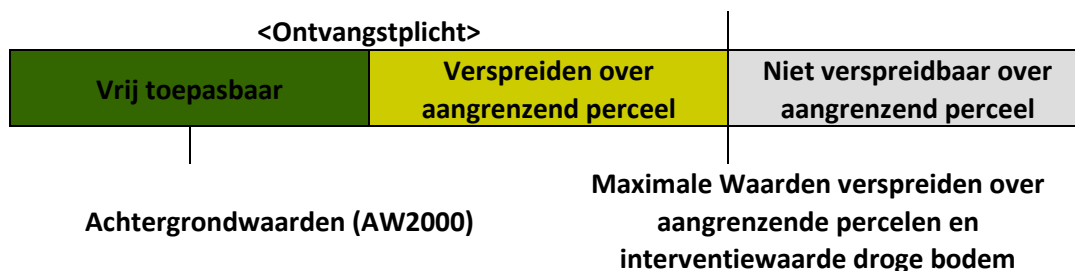 <Ontvangstplicht>
Vrij toepasbaar
Verspreiden over
aangrenzend perceel
Niet verspreidbaar over
aangrenzend perceel
Achtergrondwaarden (AW2000)
Maximale Waarden verspreiden over
aangrenzende percelen en
interventiewaarde droge bodem